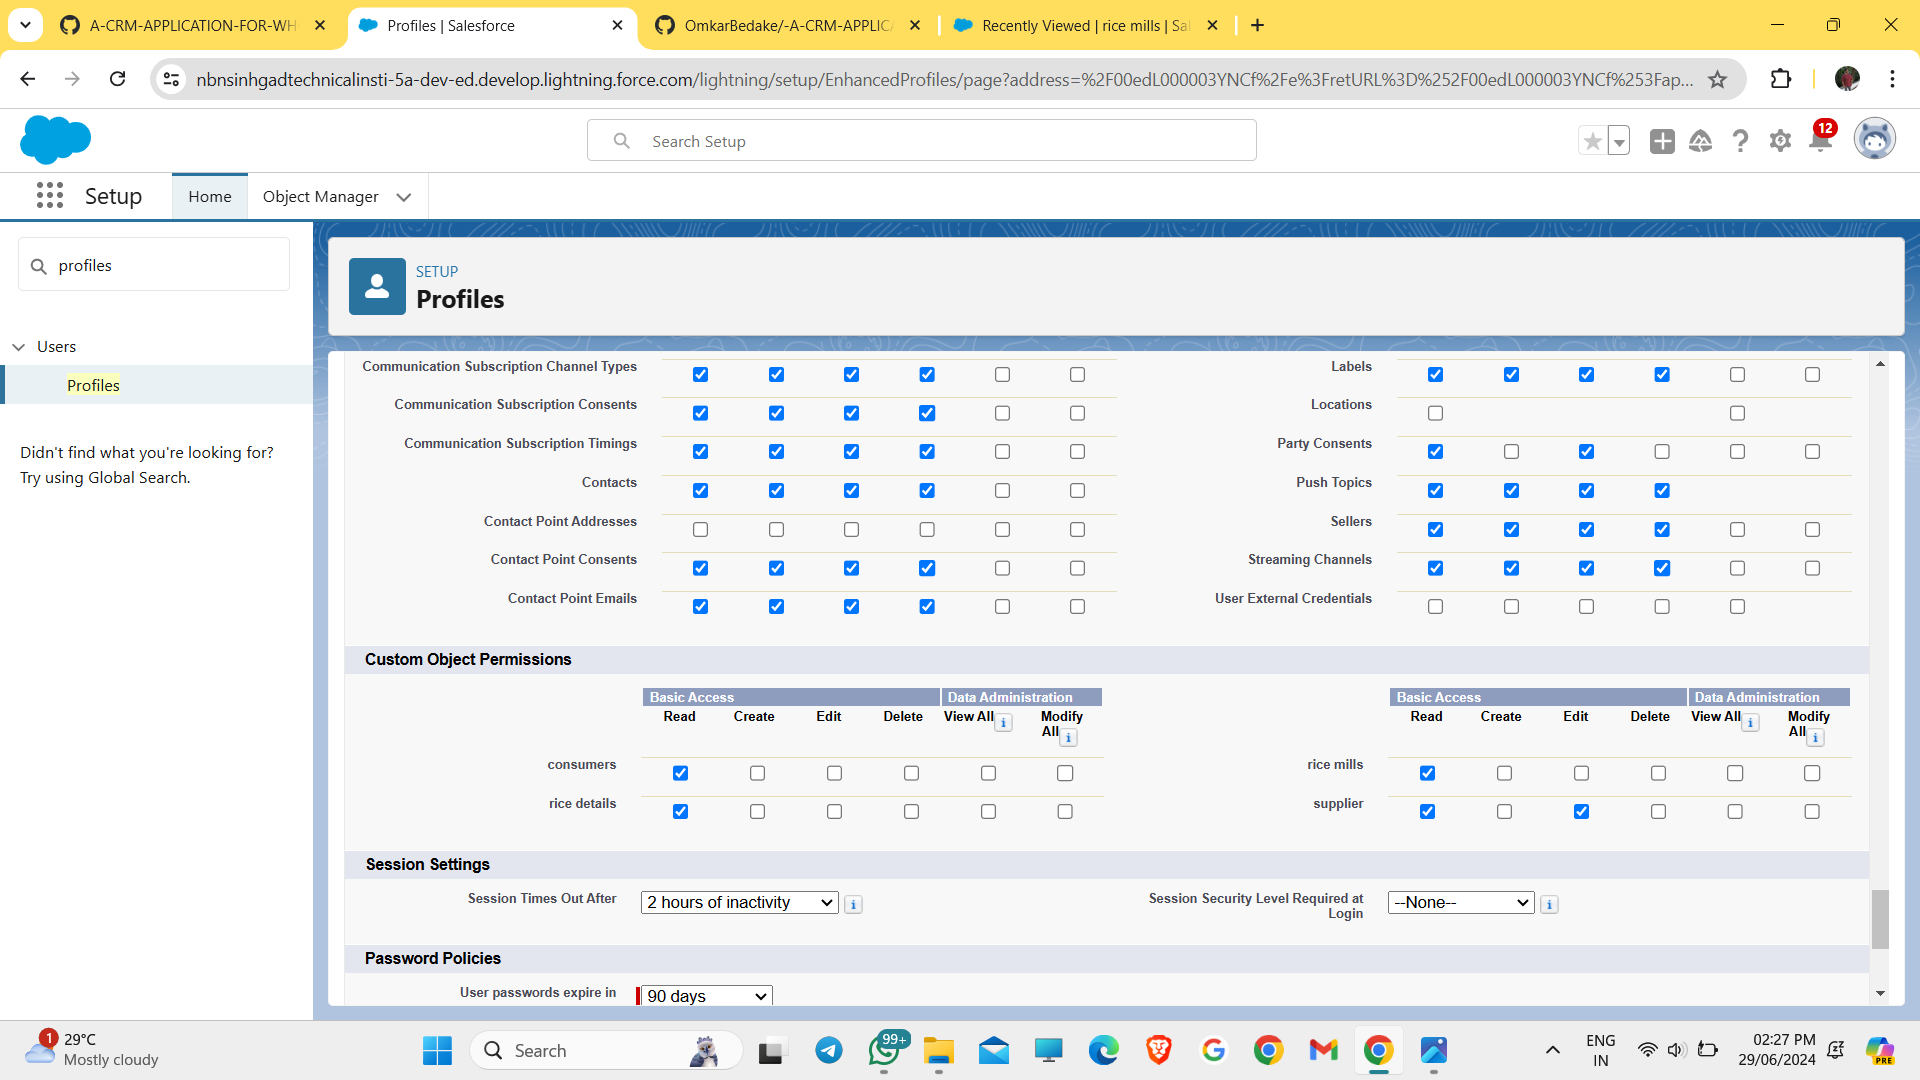 A-CRM-APPLICATION-FOR-WH
Profiles | Salesforce
OmkarBedake/-A-CRM-APPLICA
Recently Viewed | rice mills | Sa
nbnsinhgadtechnicalinsti-5a-dev-ed.develop.lightning.force.com/lightning/setup/EnhancedProfiles/page?address=%2F00edL000003YNCf%2Fe%3FretURL%3D%252F00edL000003YNCf%253Fap...
Search Setup
12
Setup
Home
Object Manager
profiles
Users
Profiles
Didn't find what you're looking for?
Try using Global Search.
SETUP
Profiles
Communication Subscription Channel Types
Labels
Communication Subscription Consents
Locations
Communication Subscription Timings
Party Consents
Contacts
Push Topics
Contact Point Addresses
Sellers
Contact Point Consents
Streaming Channels
Contact Point Emails
User External Credentials
Custom Object Permissions
Basic Access Data Administration
Read Create Edit Delete View All i Modify All i
Basic Access Data Administration
Read Create Edit Delete View All i Modify All i
consumers
rice mills
rice details
supplier
Session Settings
Session Times Out After
2 hours of inactivity
i
Session Security Level Required at
Login
--None--
i
Password Policies
User passwords expire in
90 days
1
29°C
Mostly cloudy
Search
99+
ENG
IN
02:27 PM
29/06/2024
PRE